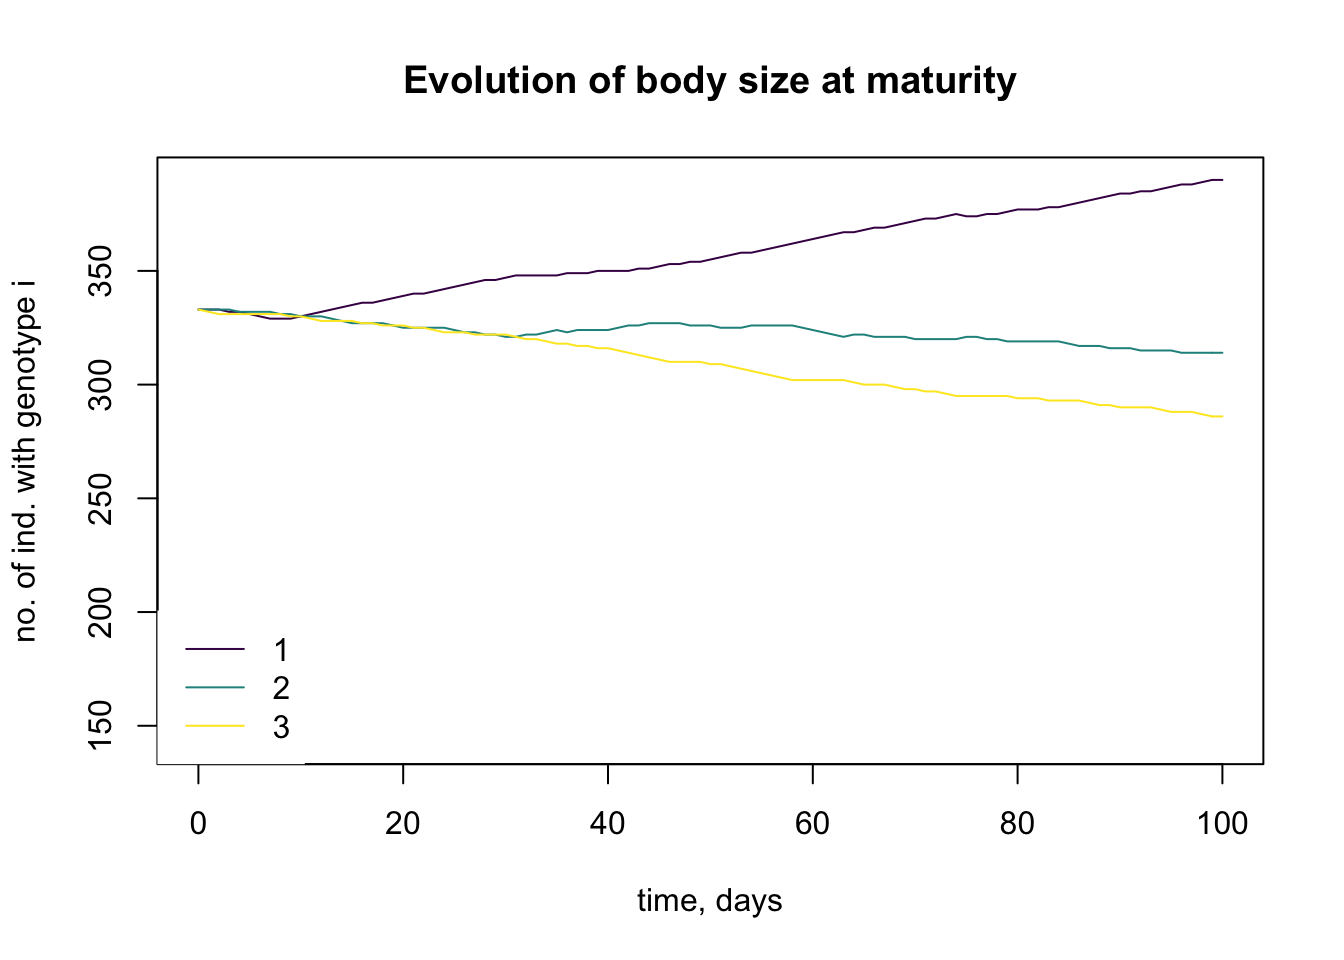 Evolution of body size at maturity
no. of ind. with genotype i
350
300
250
200
150
1
2
3
0 20 40 60 80 100
time, days